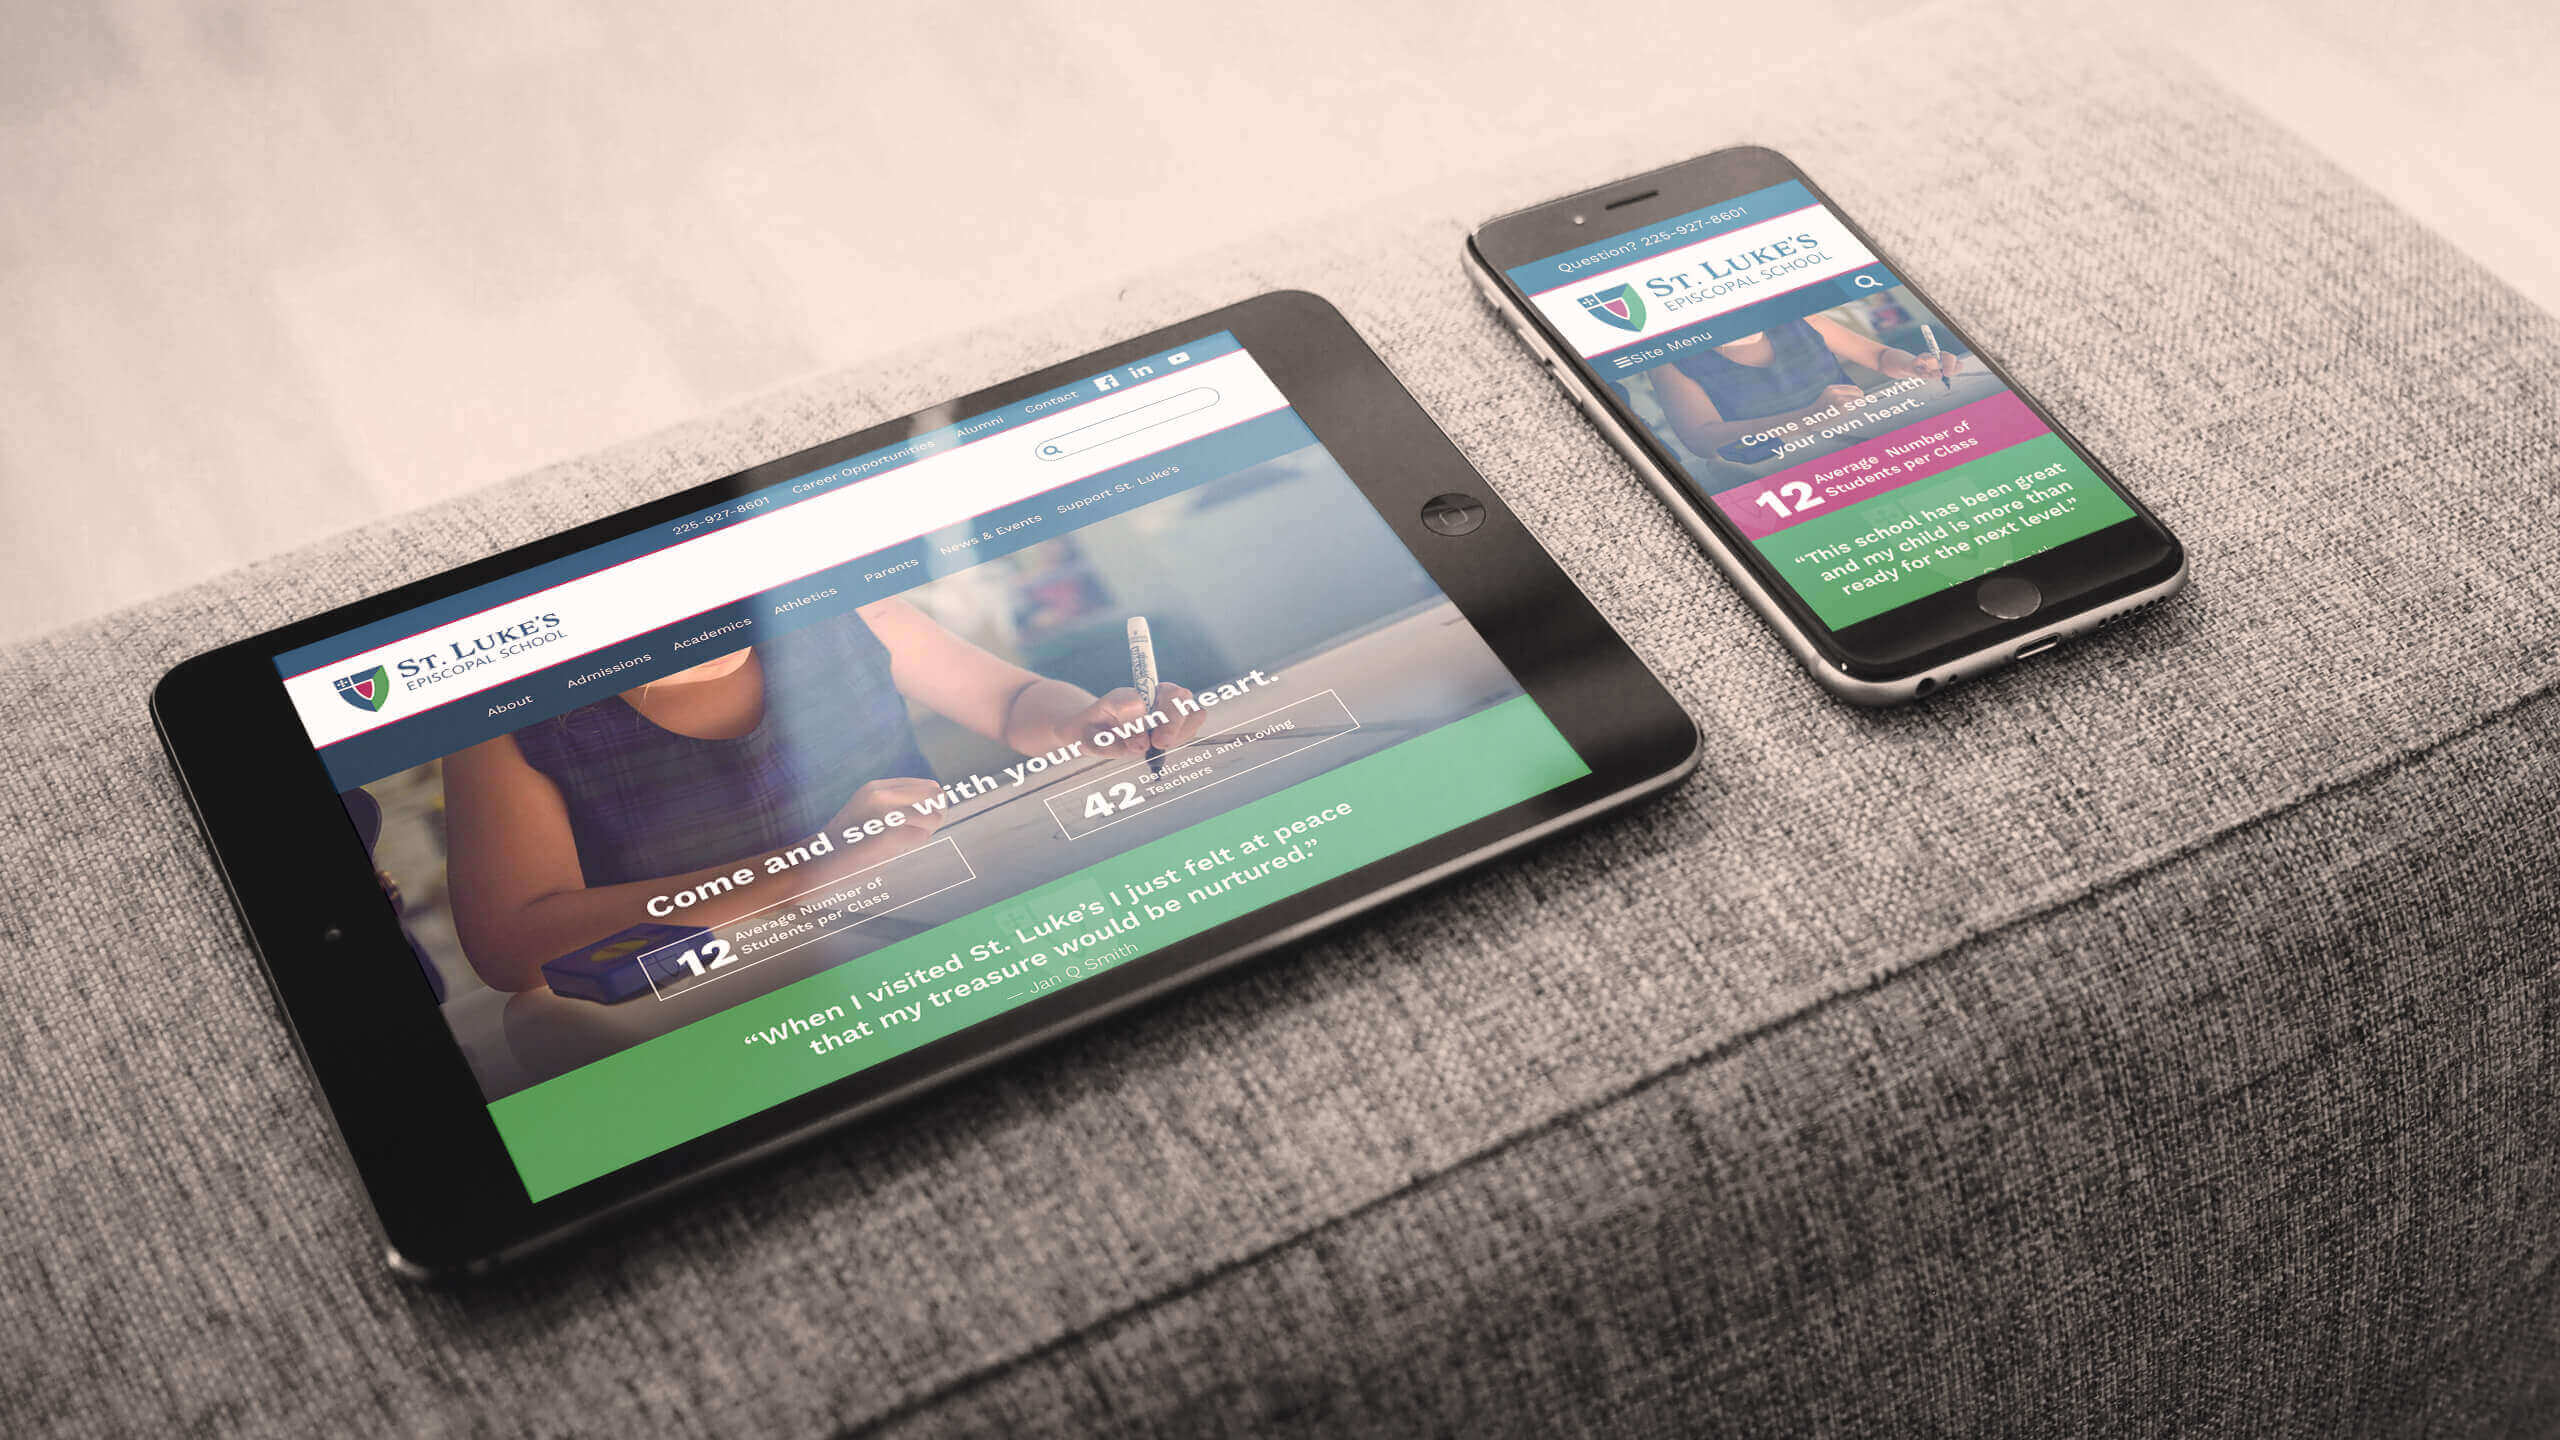 225-927-8601 Career Opportunities Alumni Contact
ST. LUKE'S
EPISCOPAL SCHOOL
About Admissions Academics Athletics Parents News & Events Support St. Luke's
Come and see with your own heart.
12 Average Number of
Students per Class
42 Dedicated and Loving
Teachers
“When I visited St. Luke’s I just felt at peace
that my treasure would be nurtured.”
— Jan Q Smith
Question? 225-927-8601
ST. LUKE'S
EPISCOPAL SCHOOL
Site Menu
Come and see with
your own heart.
12 Average Number of
Students per Class
“This school has been great
and my child is more than
ready for the next level.”